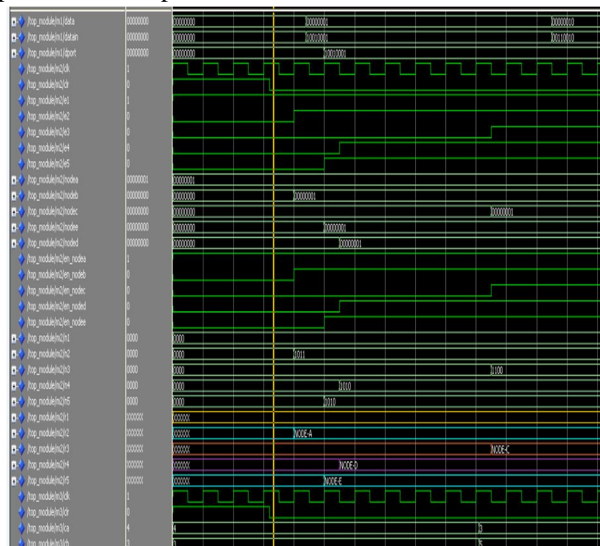 /top_module/m1/data 00000000 00000000 00000001 00000010
/top_module/m1/datain 00000000 00000000 10010001 00110010
/top_module/m1/dport 00000000 00000000 10010001
/top_module/m2/clk 1
/top_module/m2/clr 0
/top_module/m2/e1 1
/top_module/m2/e2 0
/top_module/m2/e3 0
/top_module/m2/e4 0
/top_module/m2/e5 0
/top_module/m2/nodea 00000001 00000001
/top_module/m2/nodeb 00000000 00000000 00000001
/top_module/m2/nodec 00000000 00000000 00000001
/top_module/m2/nodee 00000000 00000000 00000001
/top_module/m2/noded 00000000 00000000 00000001
/top_module/m2/en_nodea 1
/top_module/m2/en_nodeb 0
/top_module/m2/en_nodec 0
/top_module/m2/en_noded 0
/top_module/m2/en_nodee 0
/top_module/m2/n1 0000 0000
/top_module/m2/n2 0000 0000 1011
/top_module/m2/n3 0000 0000 1100
/top_module/m2/n4 0000 0000 1010
/top_module/m2/n5 0000 0000 1010
/top_module/m2/r1
/top_module/m2/r2 NODE-A
/top_module/m2/r3 NODE-C
/top_module/m2/r4 NODE-D
/top_module/m2/r5 NODE-E
/top_module/m3/clk 1
/top_module/m3/clr 0
/top_module/m3/ca 4 4 3
/top_module/m3/cb